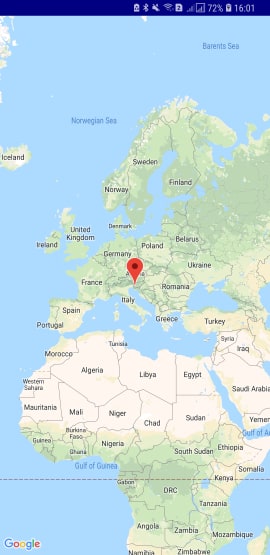 72% 16:01
Barents Sea
Norwegian Sea
Iceland
Sweden
Finland
Norway
Denmark
United
Kingdom
Ireland
Belarus
Poland
Germany
Ukraine
France
Romania
Italy
Spain
Portugal
Greece
Turkey
Tunisia
Syria
Iraq
Morocco
Algeria
Libya
Egypt
Western
Sahara
Saudi Arabia
Mauritania
Mali
Niger
Chad
Sudan
Yemen
Burkina
Faso
Guinea
Ghana
Nigeria
South Sudan
Ethiopia
Gulf of A
Somalia
Gulf of Guinea
Gabon
Kenya
DRC
Tanzania
Angola
Zambia
Mozambique
Namibia
Zimbabwe
Google